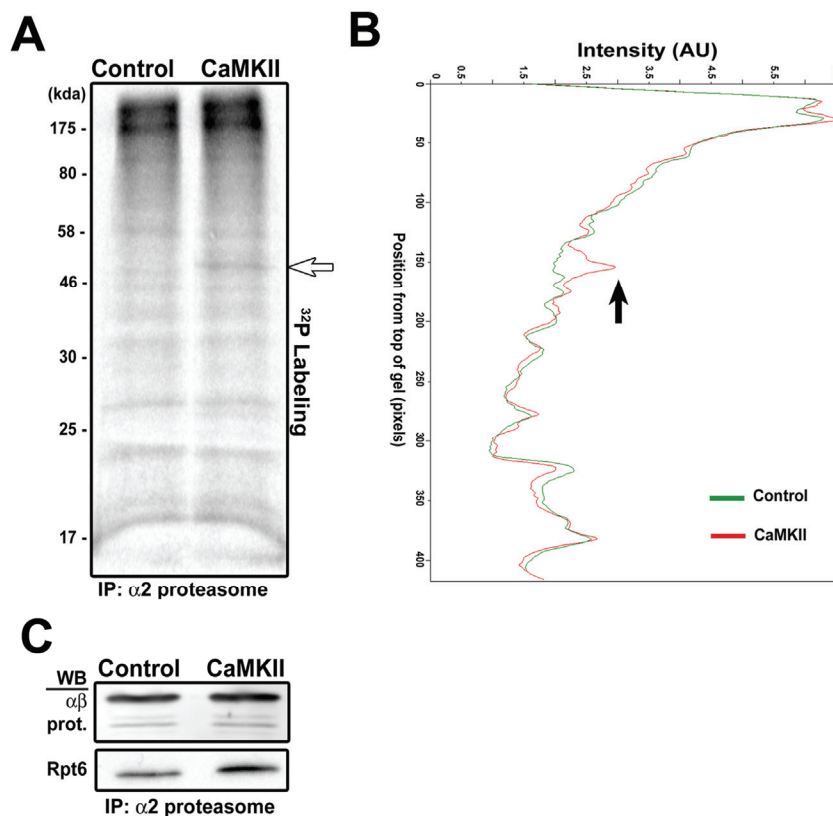 A
Control CaMKII
(kda)
175 -
80 -
58 -
46 -
30 -
25 -
17 -
32P Labeling
IP: α2 proteasome
B
Intensity (AU)
0 0.5 1.5 2.5 3.5 4.5 5.5
0
50
100
150
200
250
300
350
400
Position from top of gel (pixels)
Control
CaMKII
C
Control CaMKII
WB
αβ
prot.
Rpt6
IP: α2 proteasome